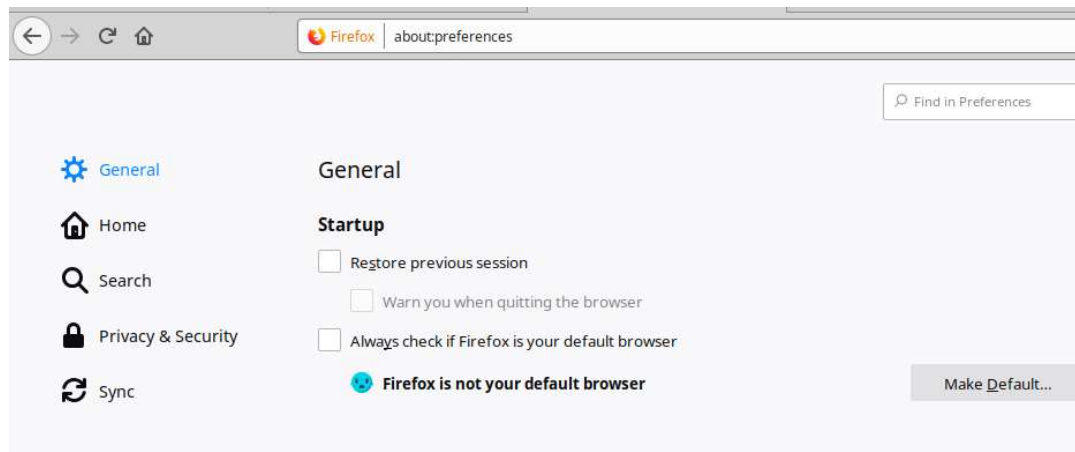 Firefox about:preferences
Find in Preferences
General
Home
Search
Privacy & Security
Sync
General
Startup
Restore previous session
Warn you when quitting the browser
Always check if Firefox is your default browser
Firefox is not your default browser
Make Default...